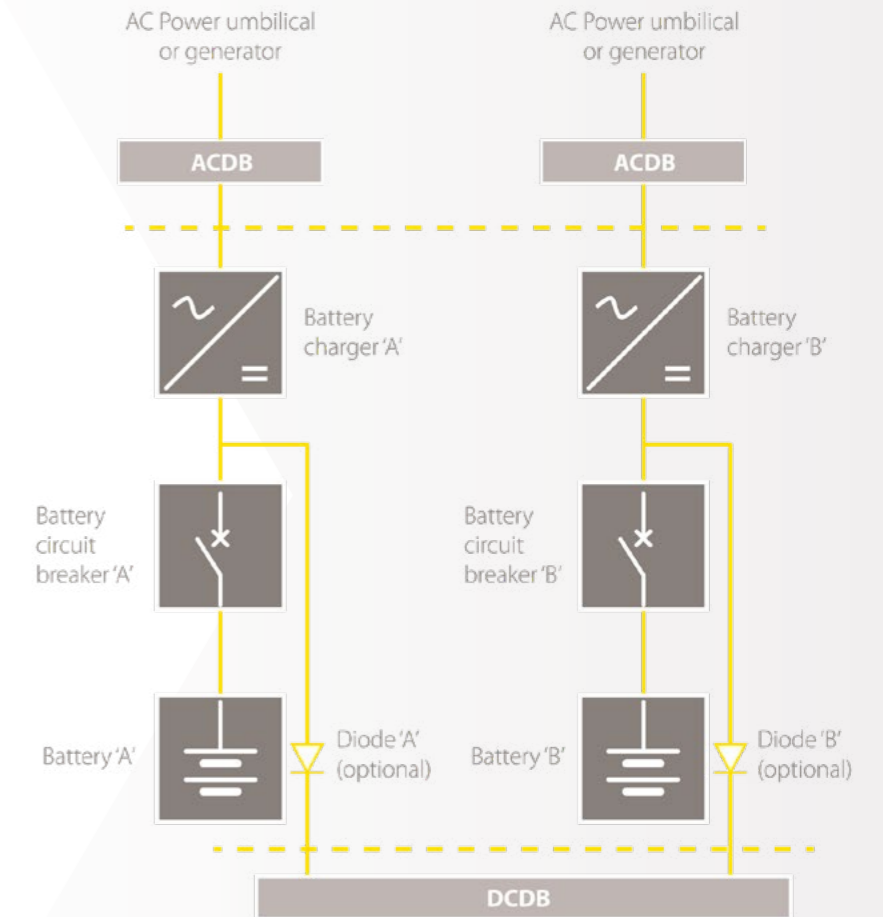 AC Power umbilical
or generator
AC Power umbilical
or generator
ACDB
ACDB
Battery
charger 'A'
Battery
charger 'B'
Battery
circuit
breaker 'A'
Battery
circuit
breaker 'B'
Battery 'A'
Diode 'A'
(optional)
Battery 'B'
Diode 'B'
(optional)
DCDB